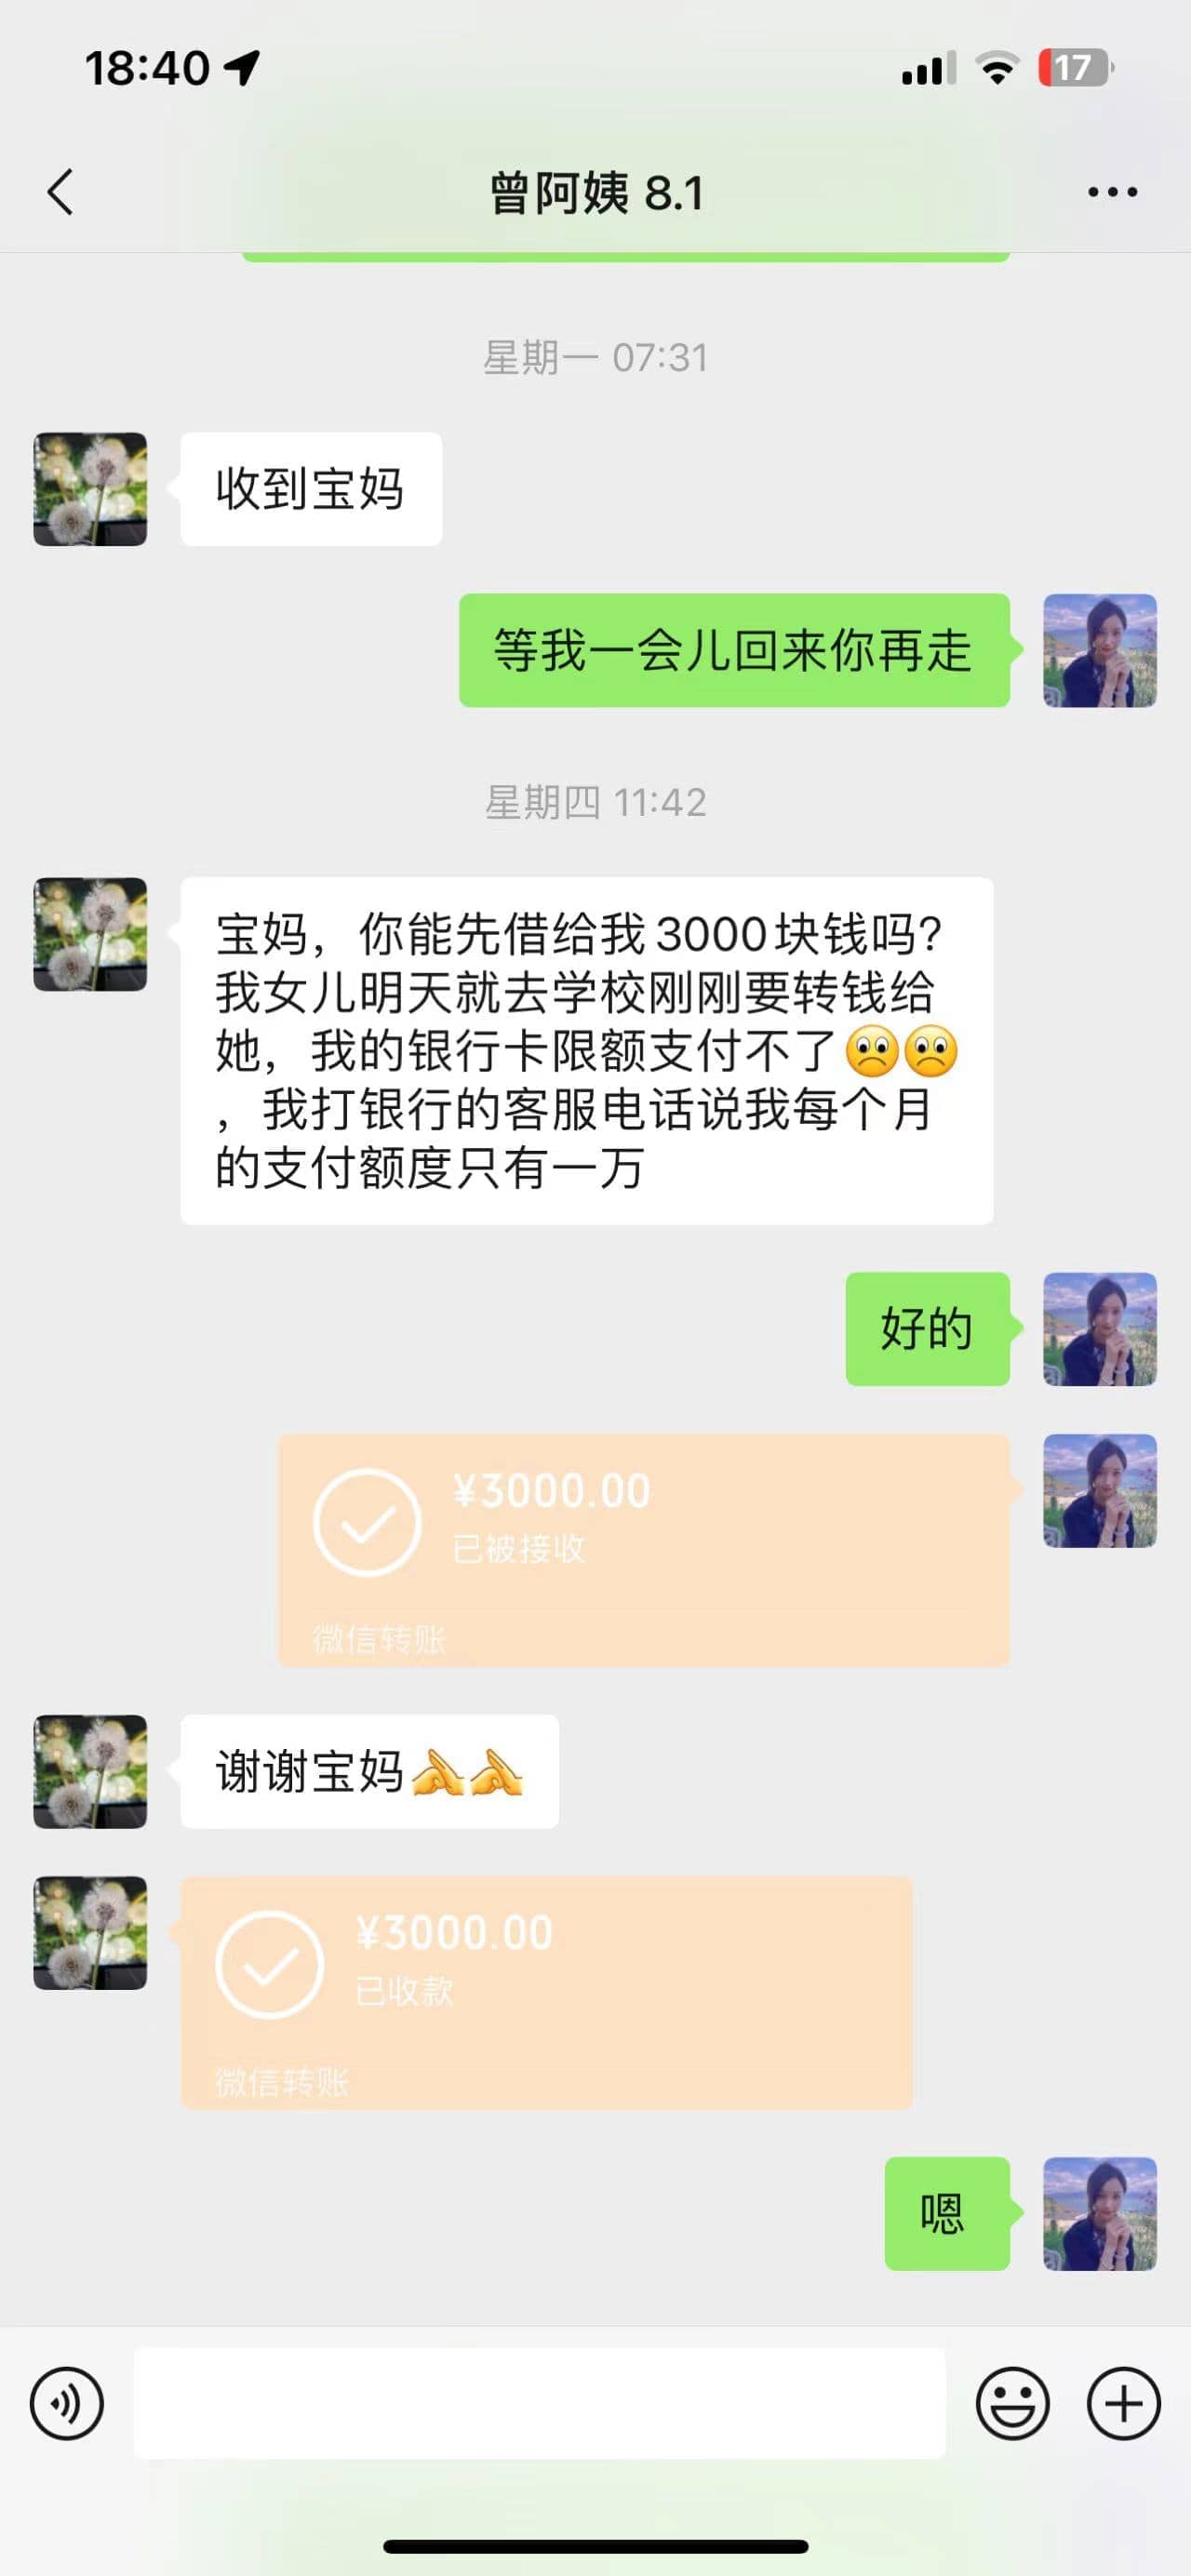 18:40
17
曾阿姨 8.1
星期一 07:31
收到宝妈
等我一会儿回来你再走
星期四 11:42
宝妈，你能先借给我3000块钱吗？
我女儿明天就去学校刚刚要转钱给
她，我的银行卡限额支付不了🙁🙁
，我打银行的客服电话说我每个月
的支付额度只有一万
好的
¥3000.00
已被接收
微信转账
谢谢宝妈
¥3000.00
已收款
微信转账
嗯